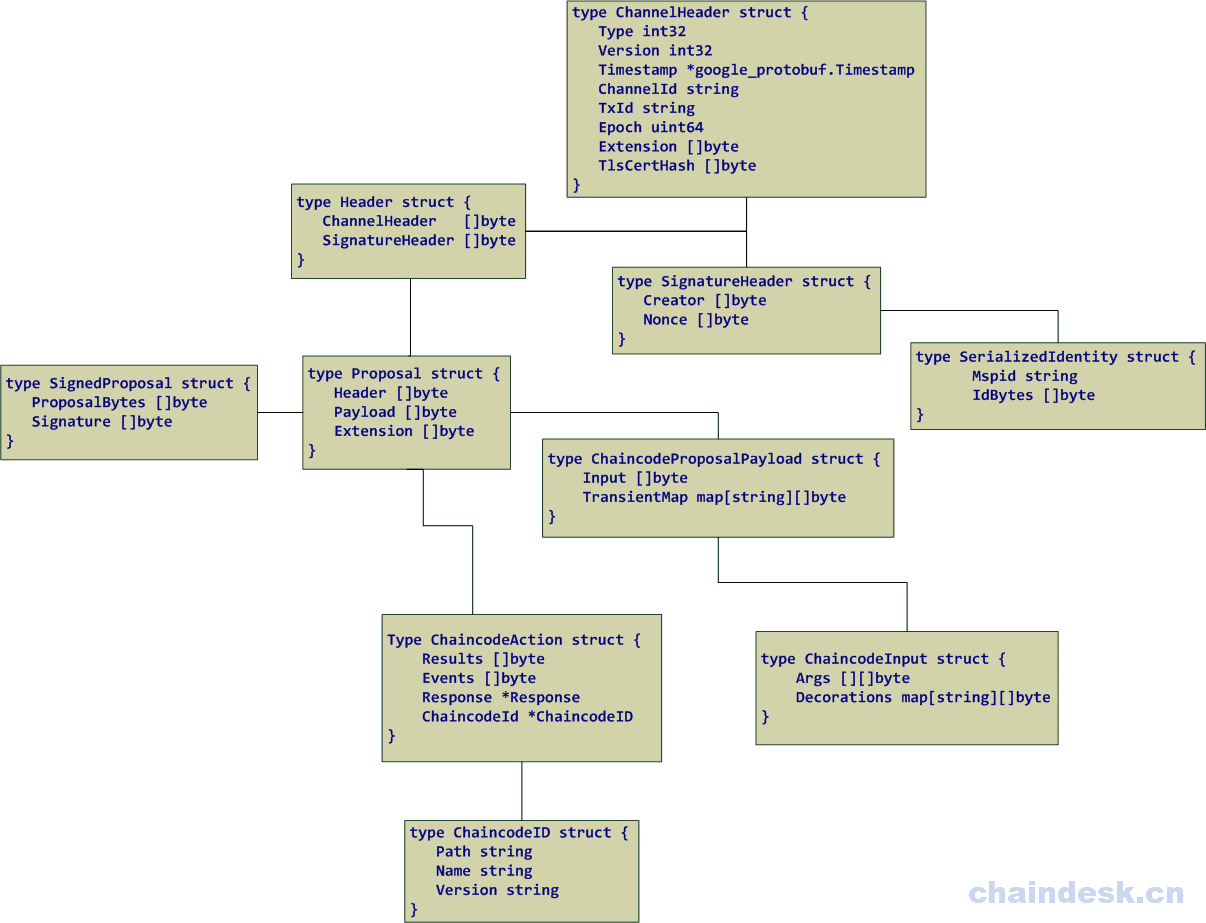 type ChannelHeader struct {
Type int32
Version int32
Timestamp *google_protobuf.Timestamp
ChannelId string
TxId string
Epoch uint64
Extension []byte
TlsCertHash []byte
}
type Header struct {
ChannelHeader []byte
SignatureHeader []byte
}
type SignatureHeader struct {
Creator []byte
Nonce []byte
}
type SerializedIdentity struct {
Mspid string
IdBytes []byte
}
type SignedProposal struct {
ProposalBytes []byte
Signature []byte
}
type Proposal struct {
Header []byte
Payload []byte
Extension []byte
}
type ChaincodeProposalPayload struct {
Input []byte
TransientMap map[string][]byte
}
Type ChaincodeAction struct {
Results []byte
Events []byte
Response *Response
ChaincodeId *ChaincodeID
}
type ChaincodeInput struct {
Args [][]byte
Decorations map[string][]byte
}
type ChaincodeID struct {
Path string
Name string
Version string
}
chaindesk.cn